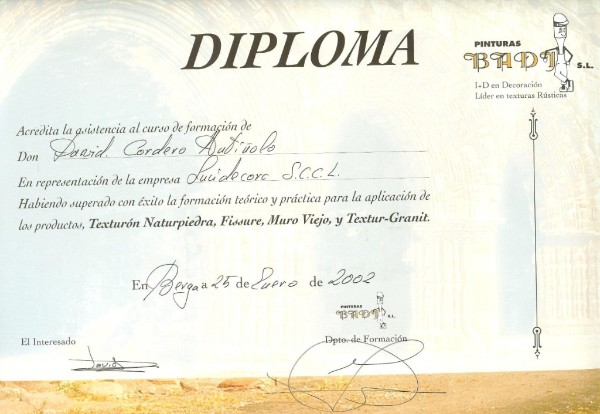 DIPLOMA
PINTURAS
BADI S.L.
I+D en Decoración
Líder en texturas Rústicas
Acredita la asistencia al curso de formación de
Don David Cordero
En representación de la empresa Luidecora S.C.C.L.
Habiendo superado con éxito la formación teórico y práctica para la aplicación de
los productos, Texturón Naturpiedra, Fissure, Muro Viejo, y Textur-Granit.
En Berga a 25 de Enero de 2002
PINTURAS
BADI S.L.
El Interesado
Dpto. de Formación
David